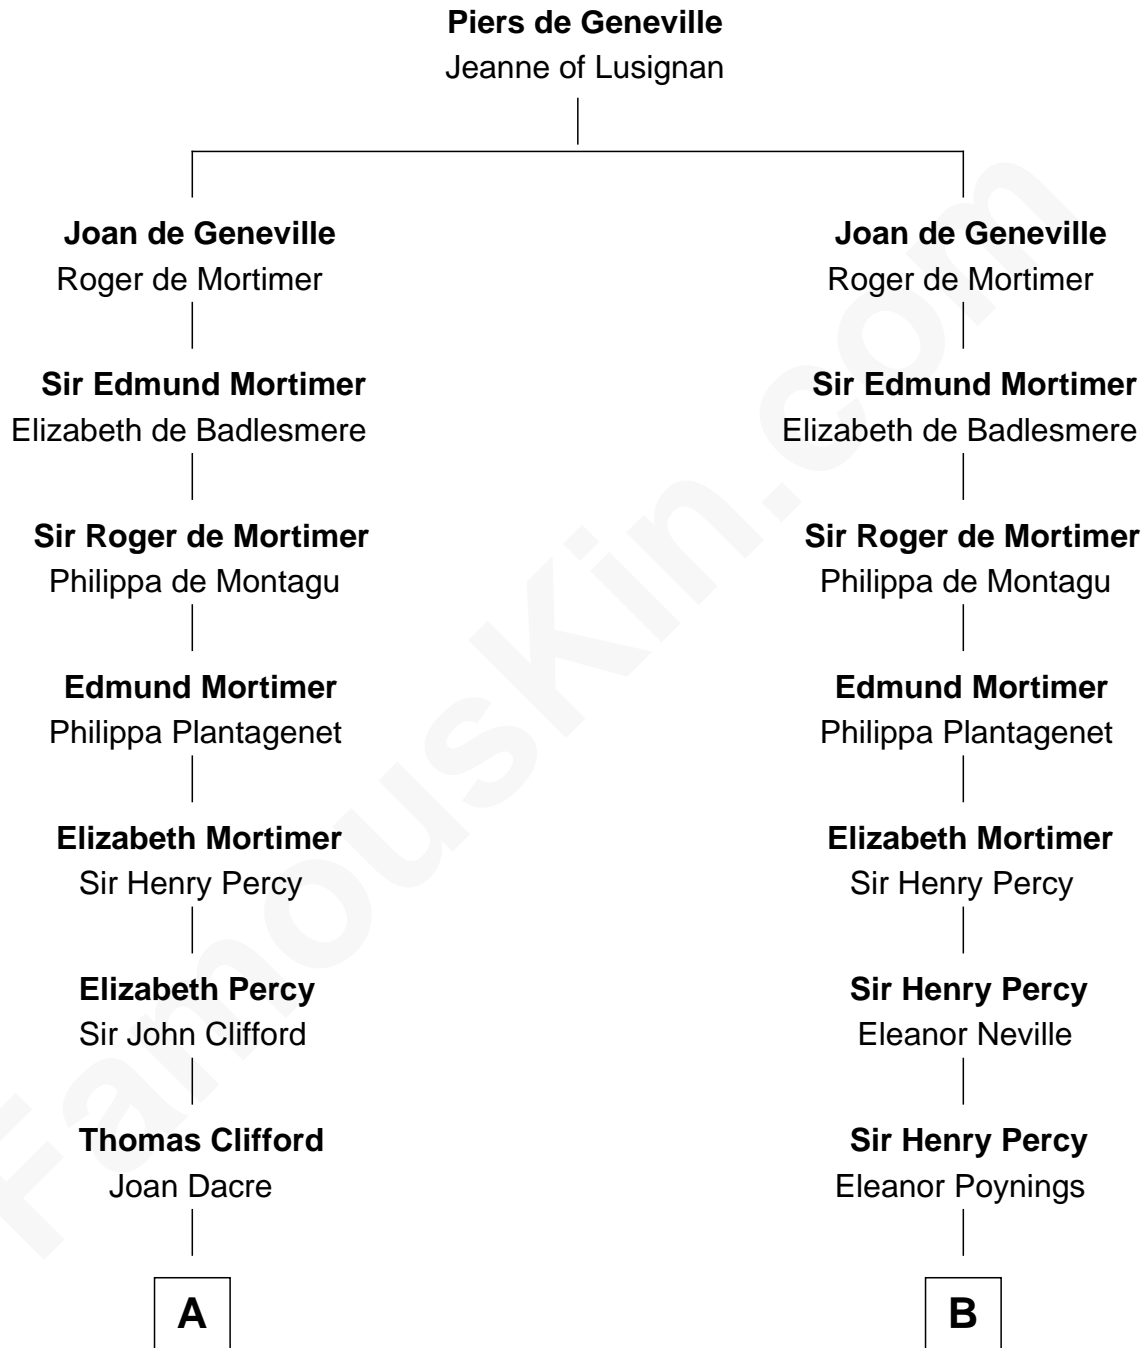 Piers de Geneville
Jeanne of Lusignan
Joan de Geneville
Roger de Mortimer
Joan de Geneville
Roger de Mortimer
Sir Edmund Mortimer
Elizabeth de Badlesmere
Sir Edmund Mortimer
Elizabeth de Badlesmere
Sir Roger de Mortimer
Philippa de Montagu
Sir Roger de Mortimer
Philippa de Montagu
Edmund Mortimer
Philippa Plantagenet
Edmund Mortimer
Philippa Plantagenet
Elizabeth Mortimer
Sir Henry Percy
Elizabeth Mortimer
Sir Henry Percy
Elizabeth Percy
Sir John Clifford
Sir Henry Percy
Eleanor Neville
Thomas Clifford
Joan Dacre
Sir Henry Percy
Eleanor Poynings
A
B
FamousKin.com